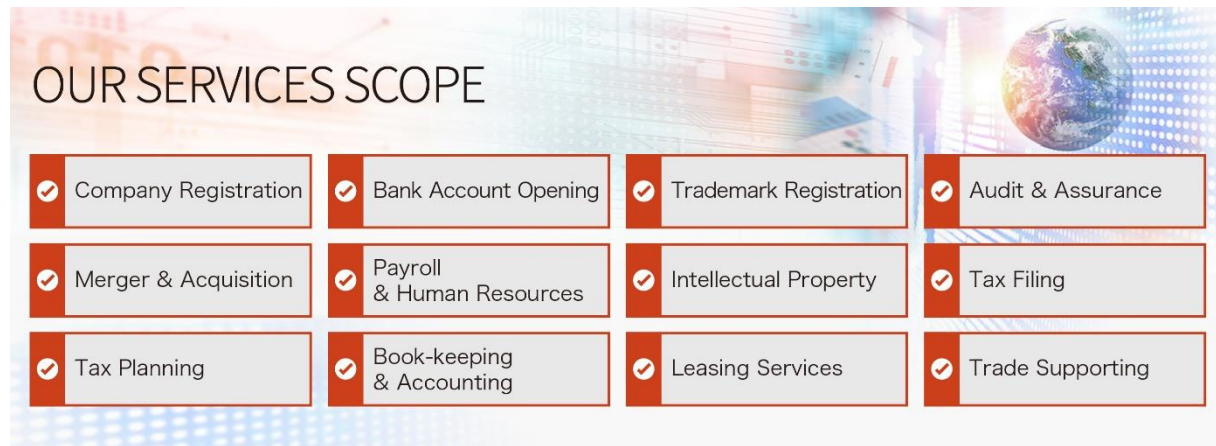 OUR SERVICES SCOPE
Company Registration
Bank Account Opening
Trademark Registration
Audit & Assurance
Merger & Acquisition
Payroll
& Human Resources
Intellectual Property
Tax Filing
Tax Planning
Book-keeping
& Accounting
Leasing Services
Trade Supporting